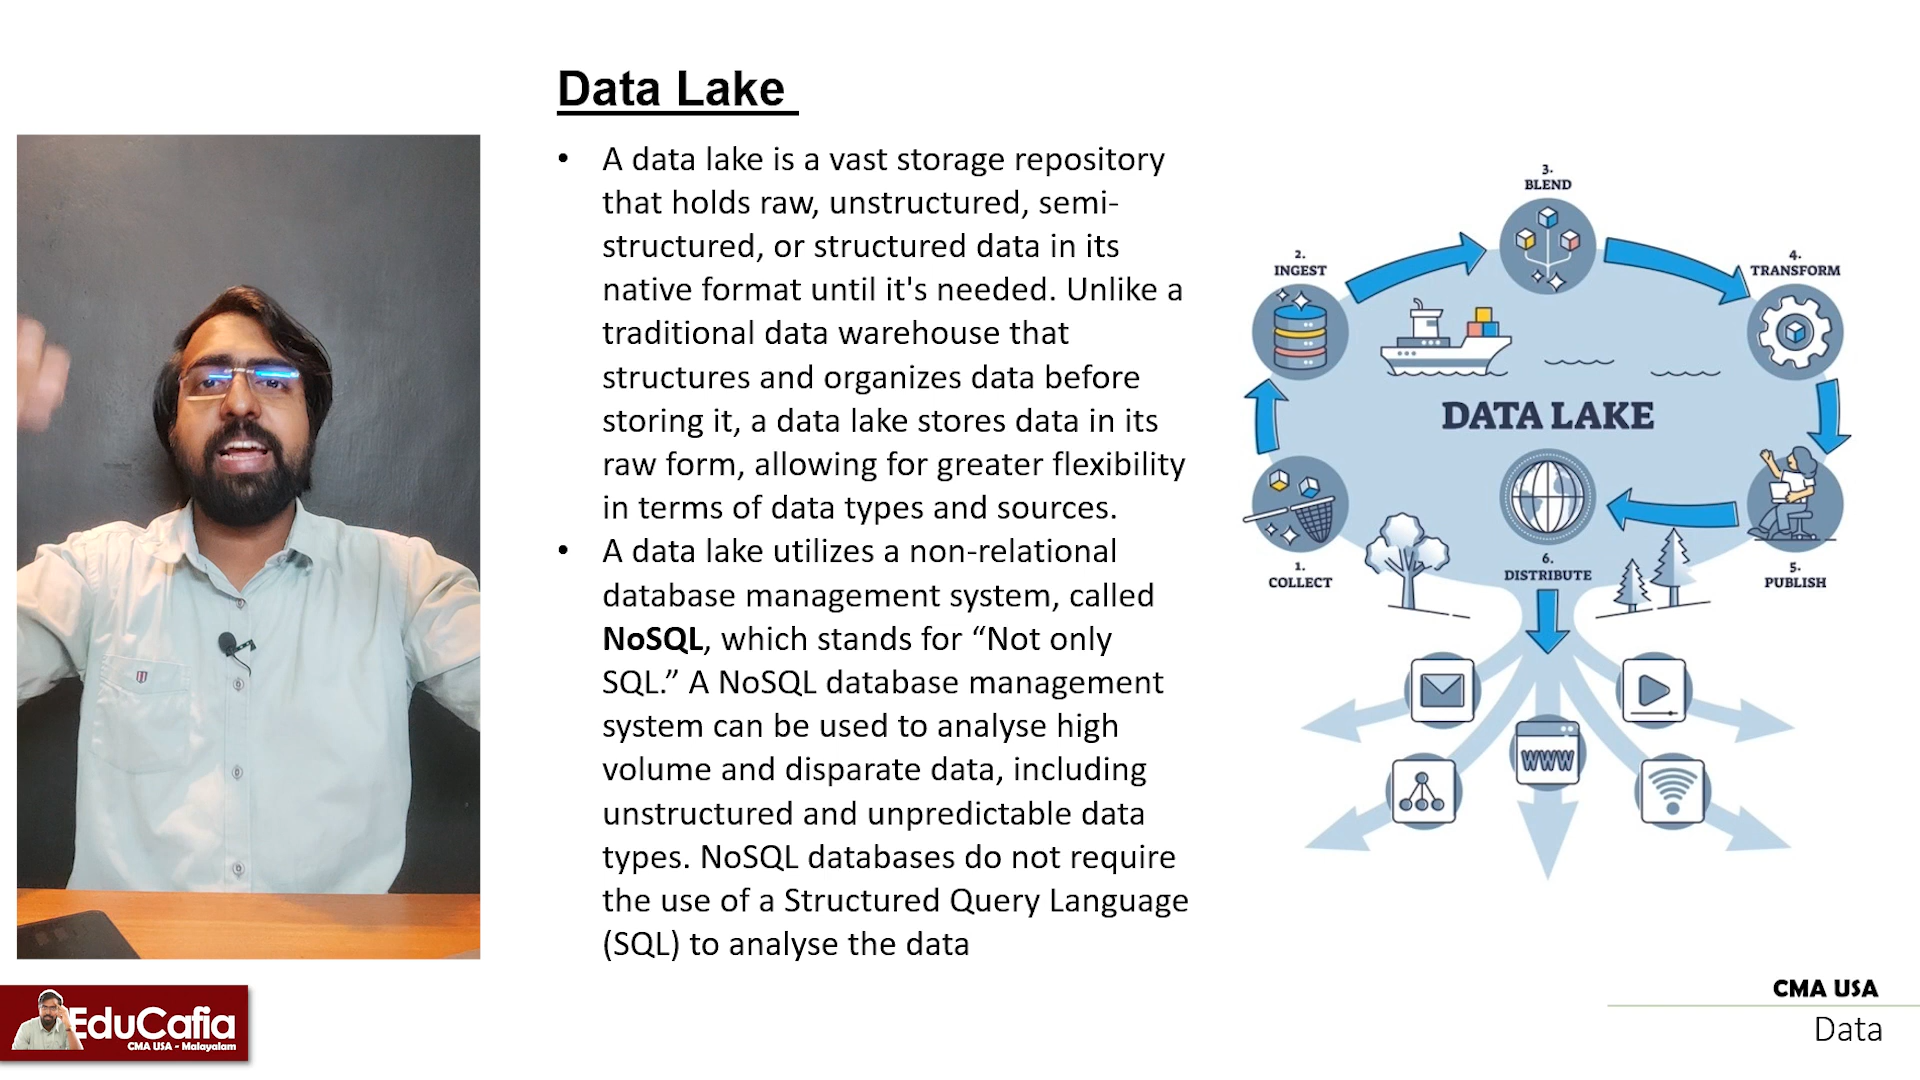 Data Lake
• A data lake is a vast storage repository
that holds raw, unstructured, semi-
structured, or structured data in its
native format until it's needed. Unlike a
traditional data warehouse that
structures and organizes data before
storing it, a data lake stores data in its
raw form, allowing for greater flexibility
in terms of data types and sources.
• A data lake utilizes a non-relational
database management system, called
NoSQL, which stands for “Not only
SQL.” A NoSQL database management
system can be used to analyse high
volume and disparate data, including
unstructured and unpredictable data
types. NoSQL databases do not require
the use of a Structured Query Language
(SQL) to analyse the data
3.
BLEND
2.
INGEST
4.
TRANSFORM
DATA LAKE
1.
COLLECT
6.
DISTRIBUTE
5.
PUBLISH
WWW
EduCafia
CMA USA - Malayalam
CMA USA
Data